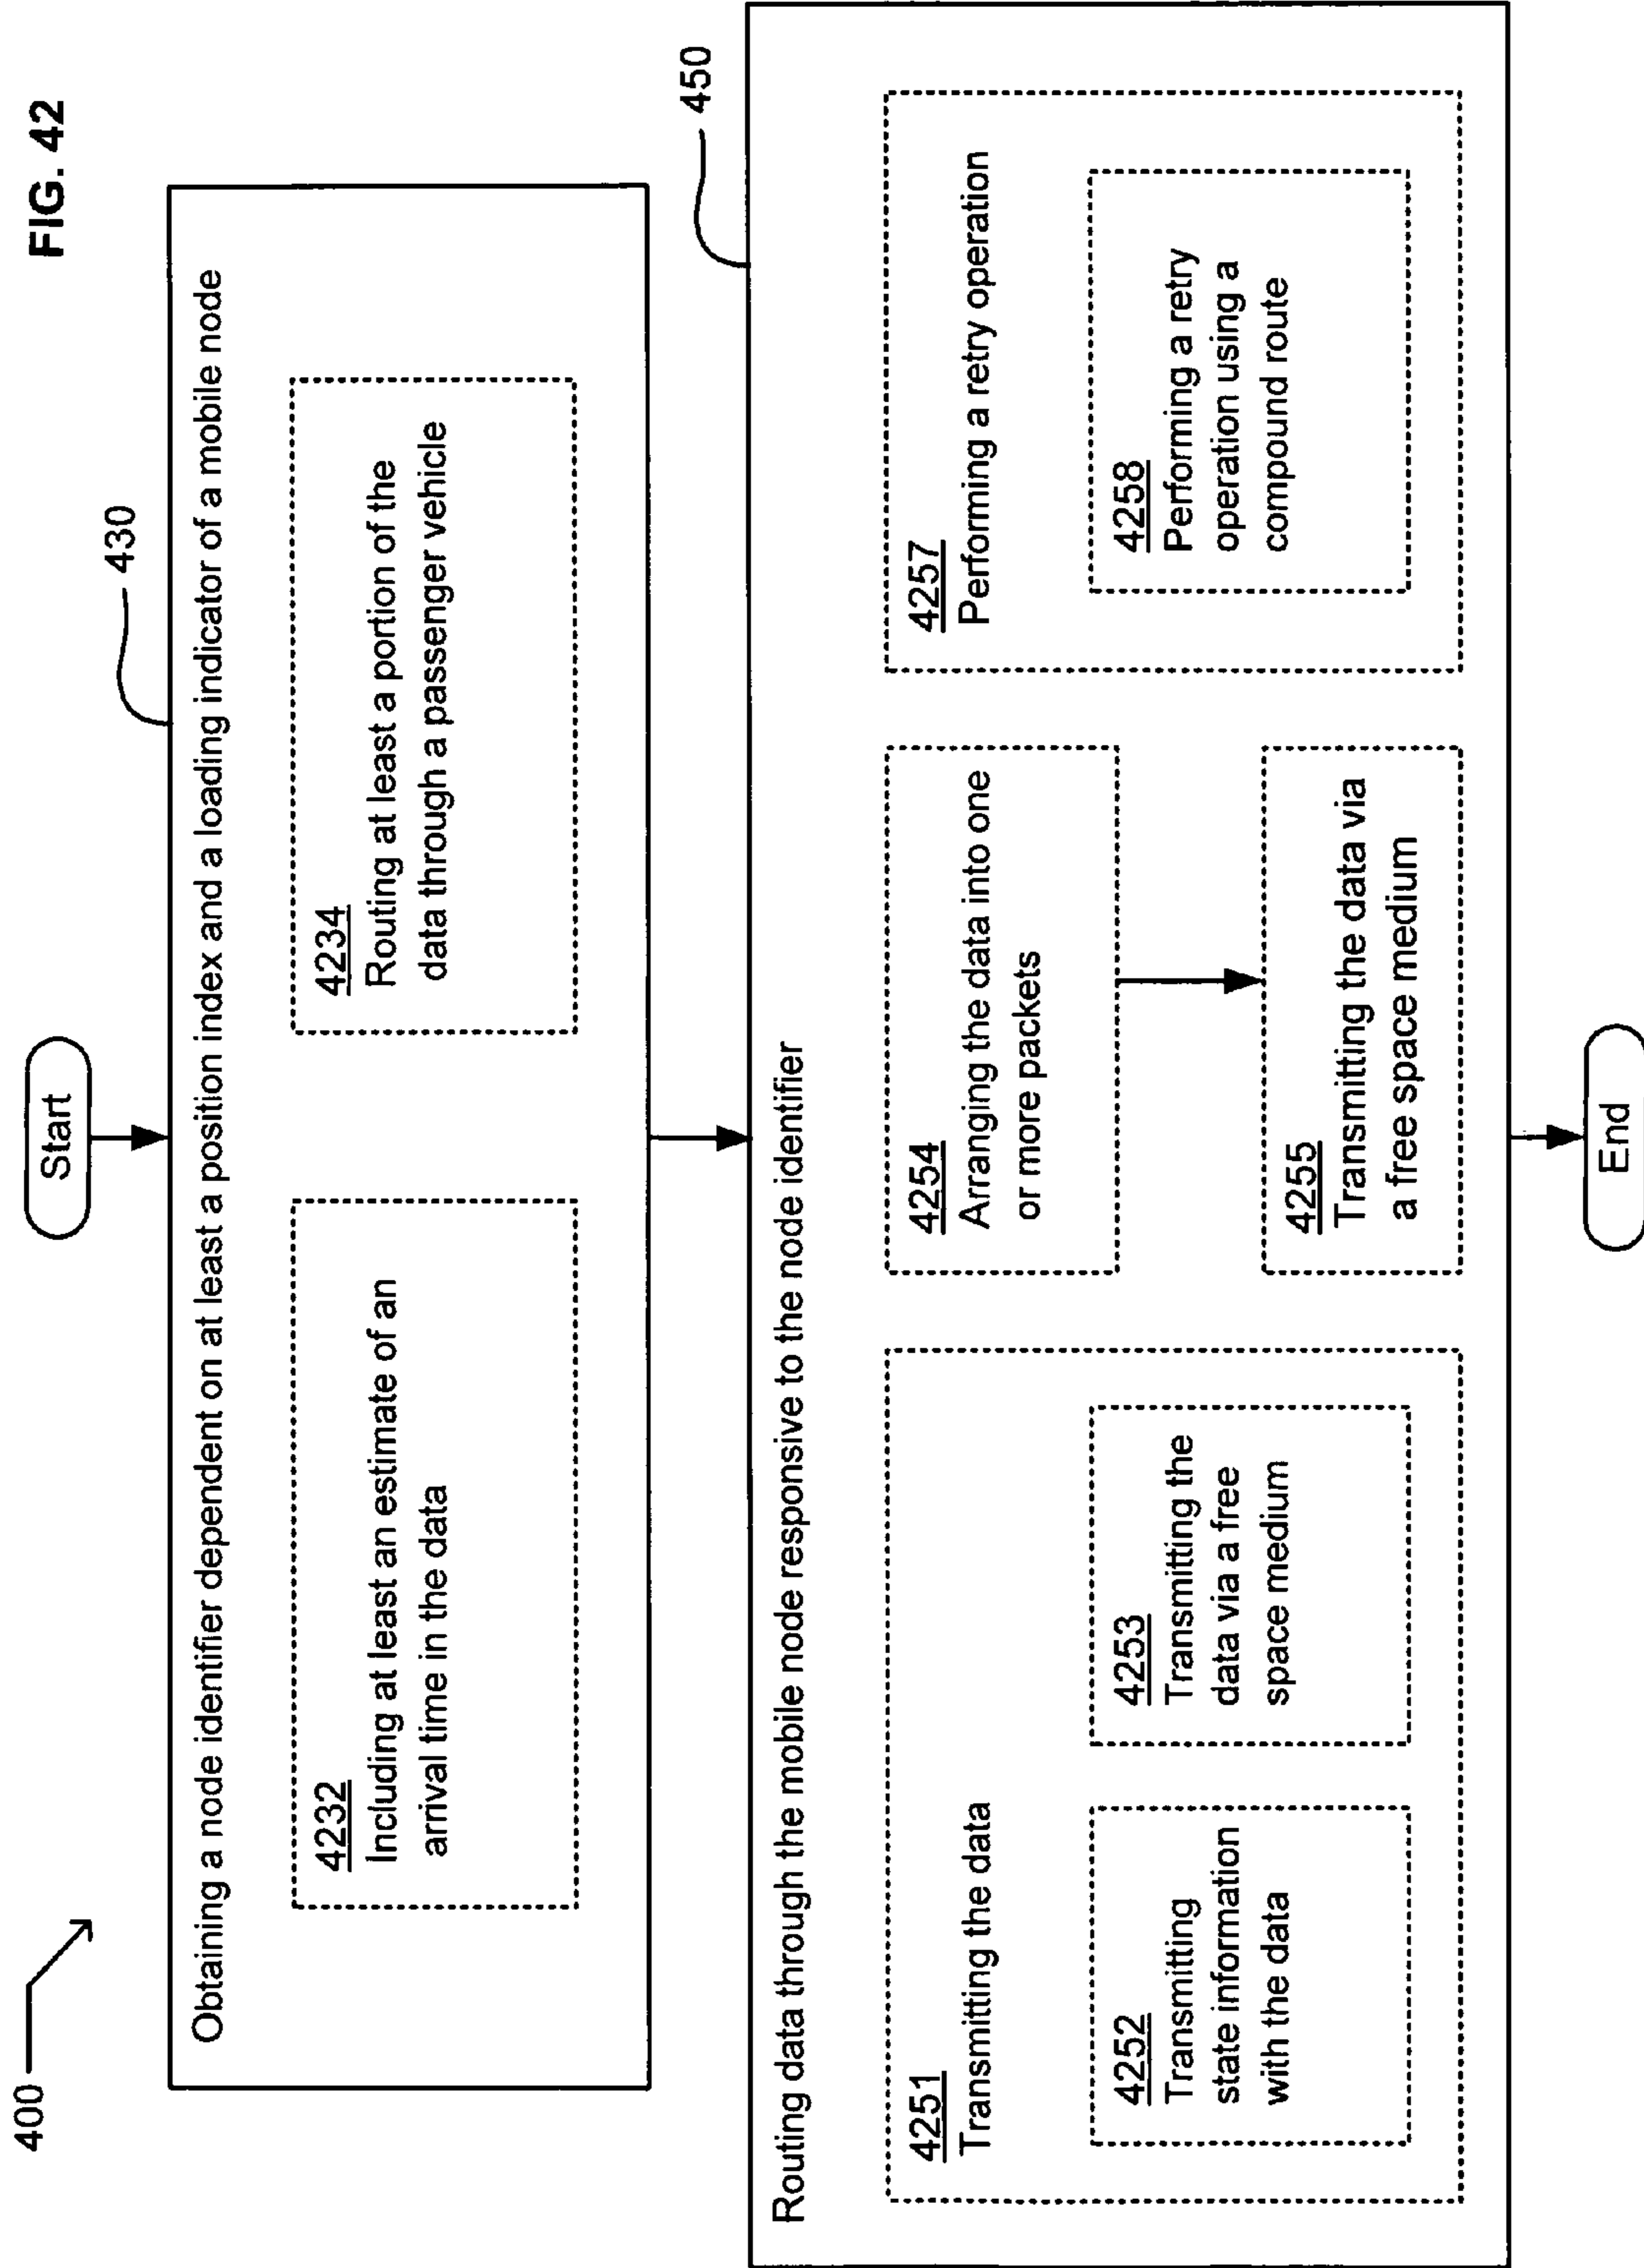 FIG. 42
400
Start
430
Obtaining a node identifier dependent on at least a position index and a loading indicator of a mobile node
4232
Including at least an estimate of an
arrival time in the data
4234
Routing at least a portion of the
data through a passenger vehicle
450
Routing data through the mobile node responsive to the node identifier
4251
Transmitting the data
4252
Transmitting
state information
with the data
4253
Transmitting the
data via a free
space medium
4254
Arranging the data into one
or more packets
4255
Transmitting the data via
a free space medium
4257
Performing a retry operation
4258
Performing a retry
operation using a
compound route
End